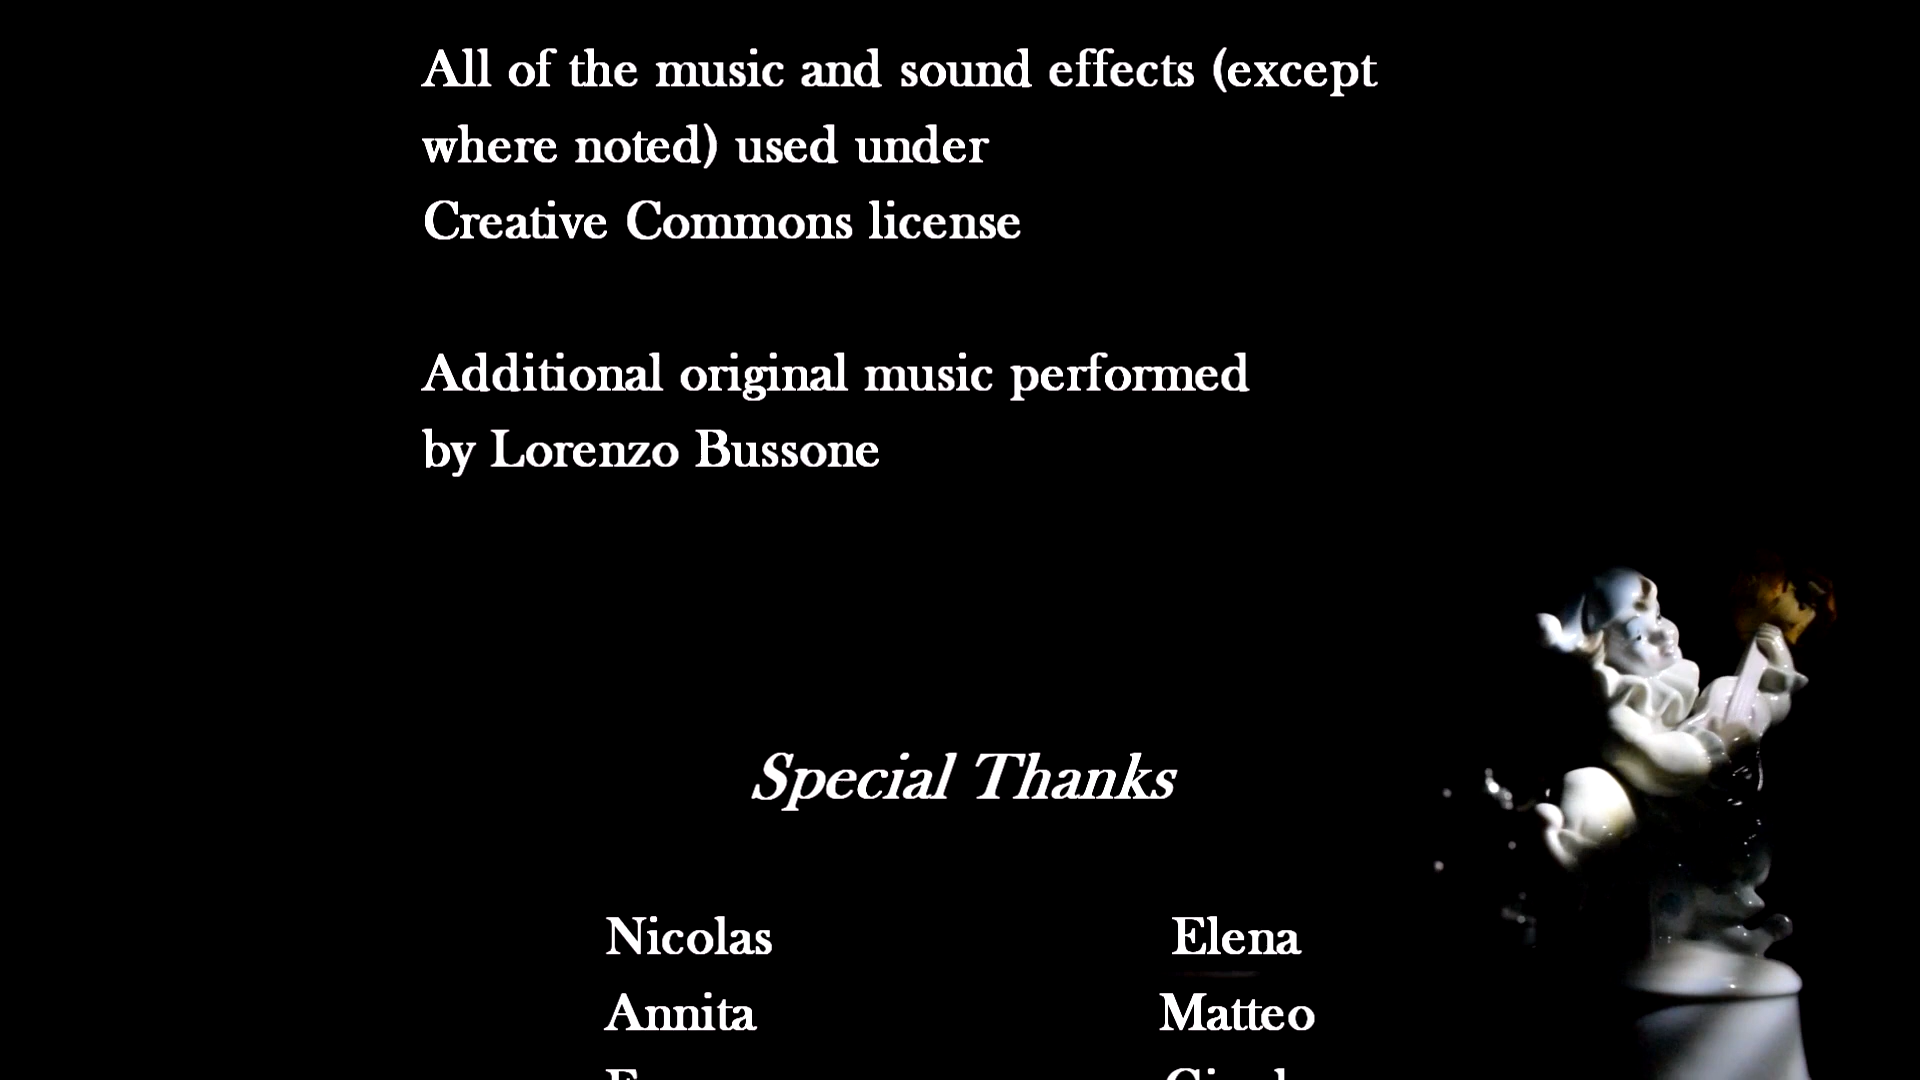 All of the music and sound effects (except
where noted) used under
Creative Commons license
Additional original music performed
by Lorenzo Bussone
Special Thanks
Nicolas Elena
Annita Matteo